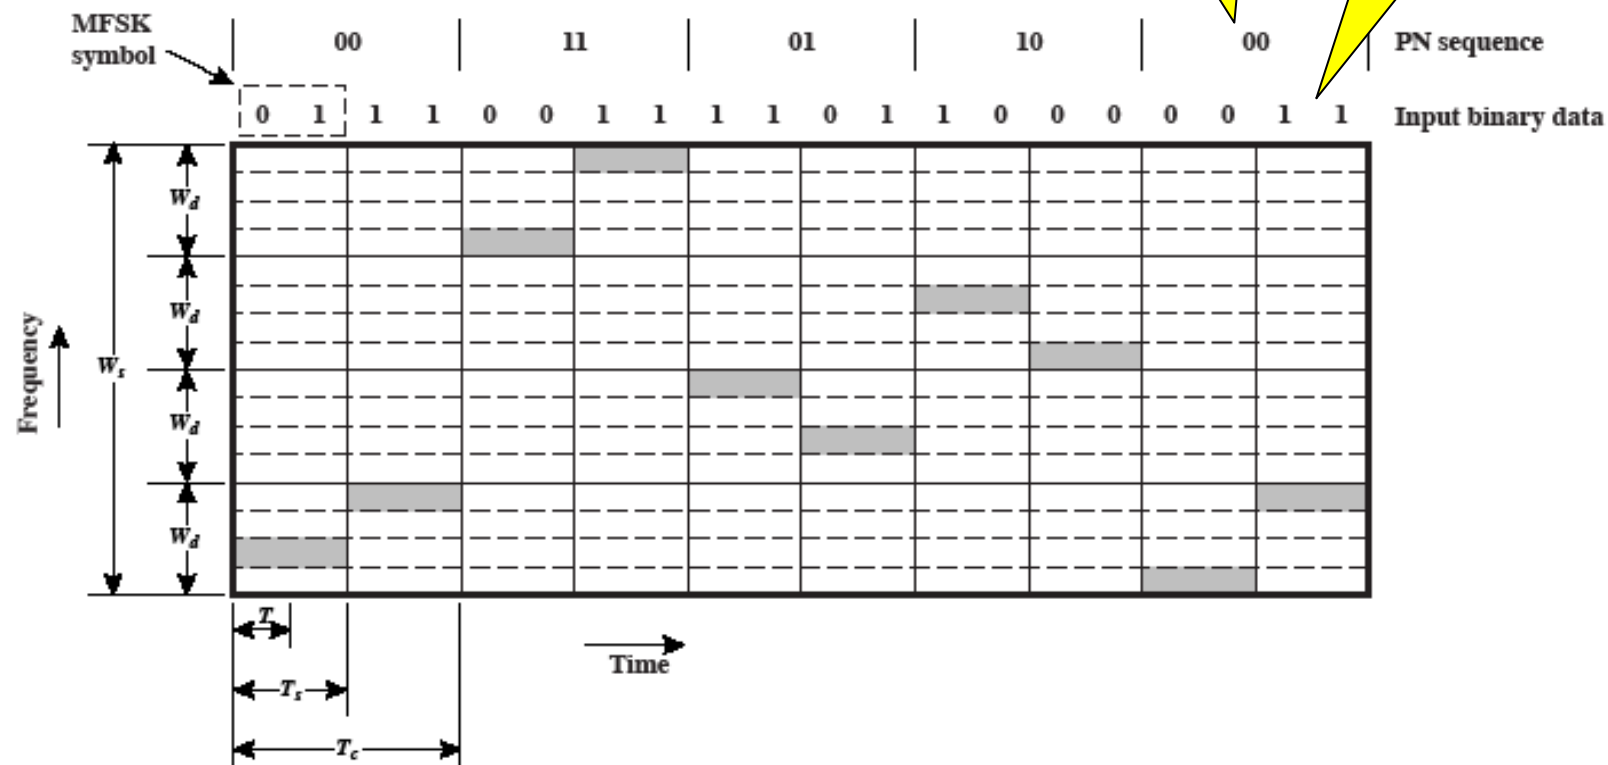 MFSK
symbol
00 11 01 10 00 PN sequence
0 1 1 1 0 0 1 1 1 1 0 1 1 0 0 0 0 0 1 1 Input binary data
Wd
Wd
Frequency
Ws
Wd
Wd
T
Time
Ts
Tc